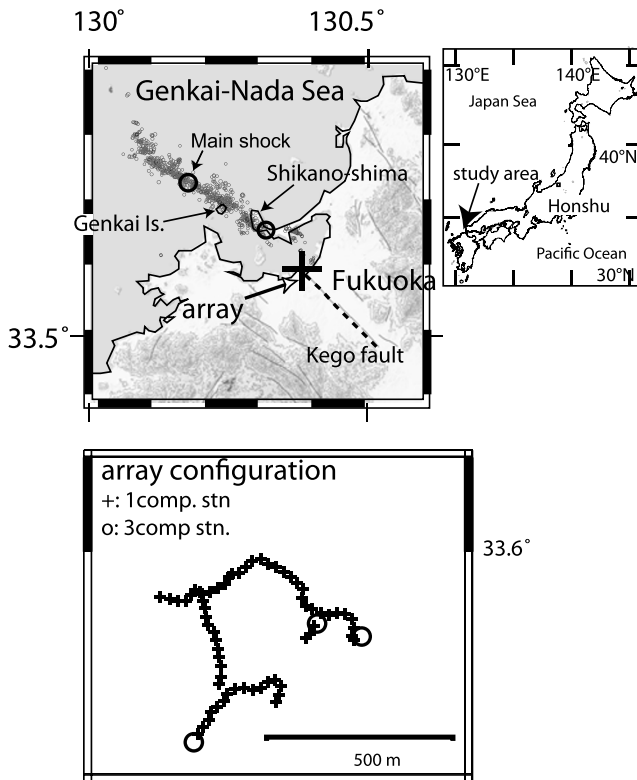 130˚ 130.5˚
Genkai-Nada Sea
Main shock
Shikano-shima
Genkai Is.
Fukuoka
array
33.5˚
Kego fault
130˚E 140˚E
Japan Sea
40˚N
study area
Honshu
Pacific Ocean
30˚N
array configuration
+: 1comp. stn
o: 3comp stn.
33.6˚
500 m